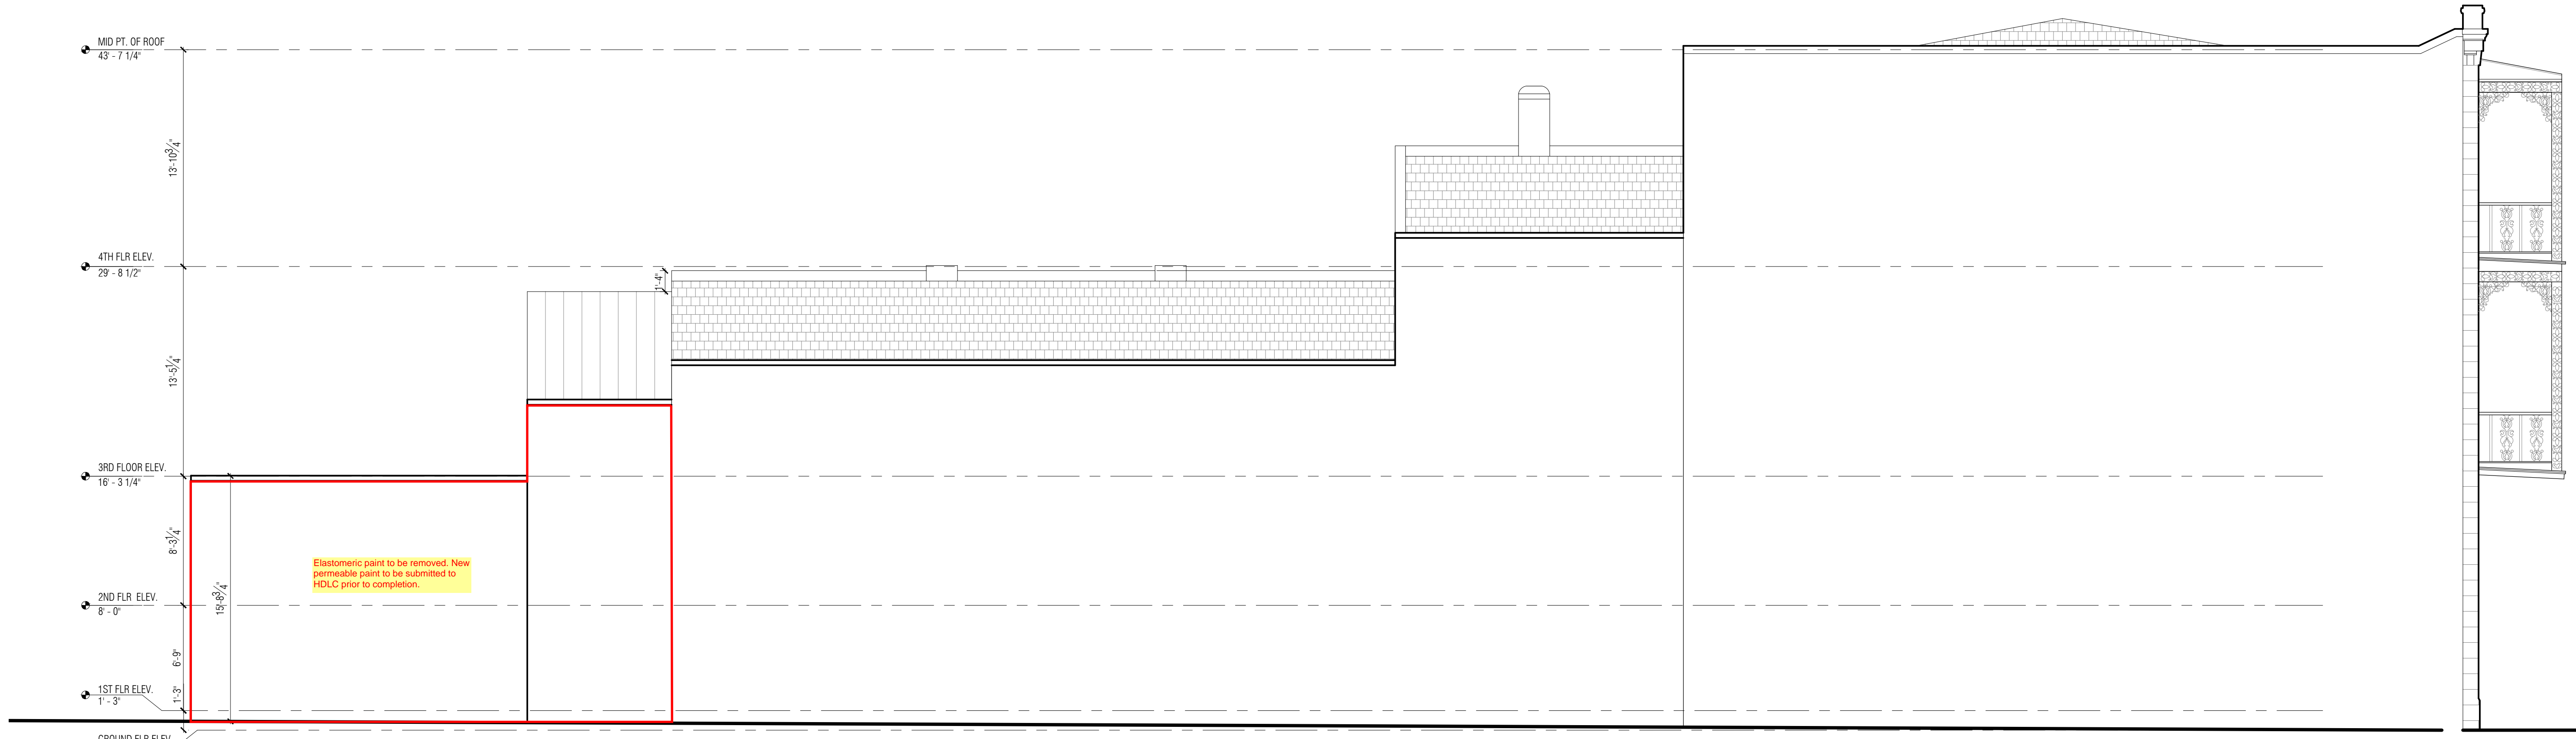 MID PT. OF ROOF
43' - 7 1/4"
13'-10 3/4"
4TH FLR ELEV.
29' - 8 1/2"
1'-4"
13'-5 1/4"
3RD FLOOR ELEV.
16' - 3 1/4"
8'-3 1/4"
Elastomeric paint to be removed. New
permeable paint to be submitted to
HDLC prior to completion.
15'-8 3/4"
2ND FLR ELEV.
8' - 0"
6'-9"
1ST FLR ELEV.
1' - 3"
1'-3"
GROUND FLR ELEV.